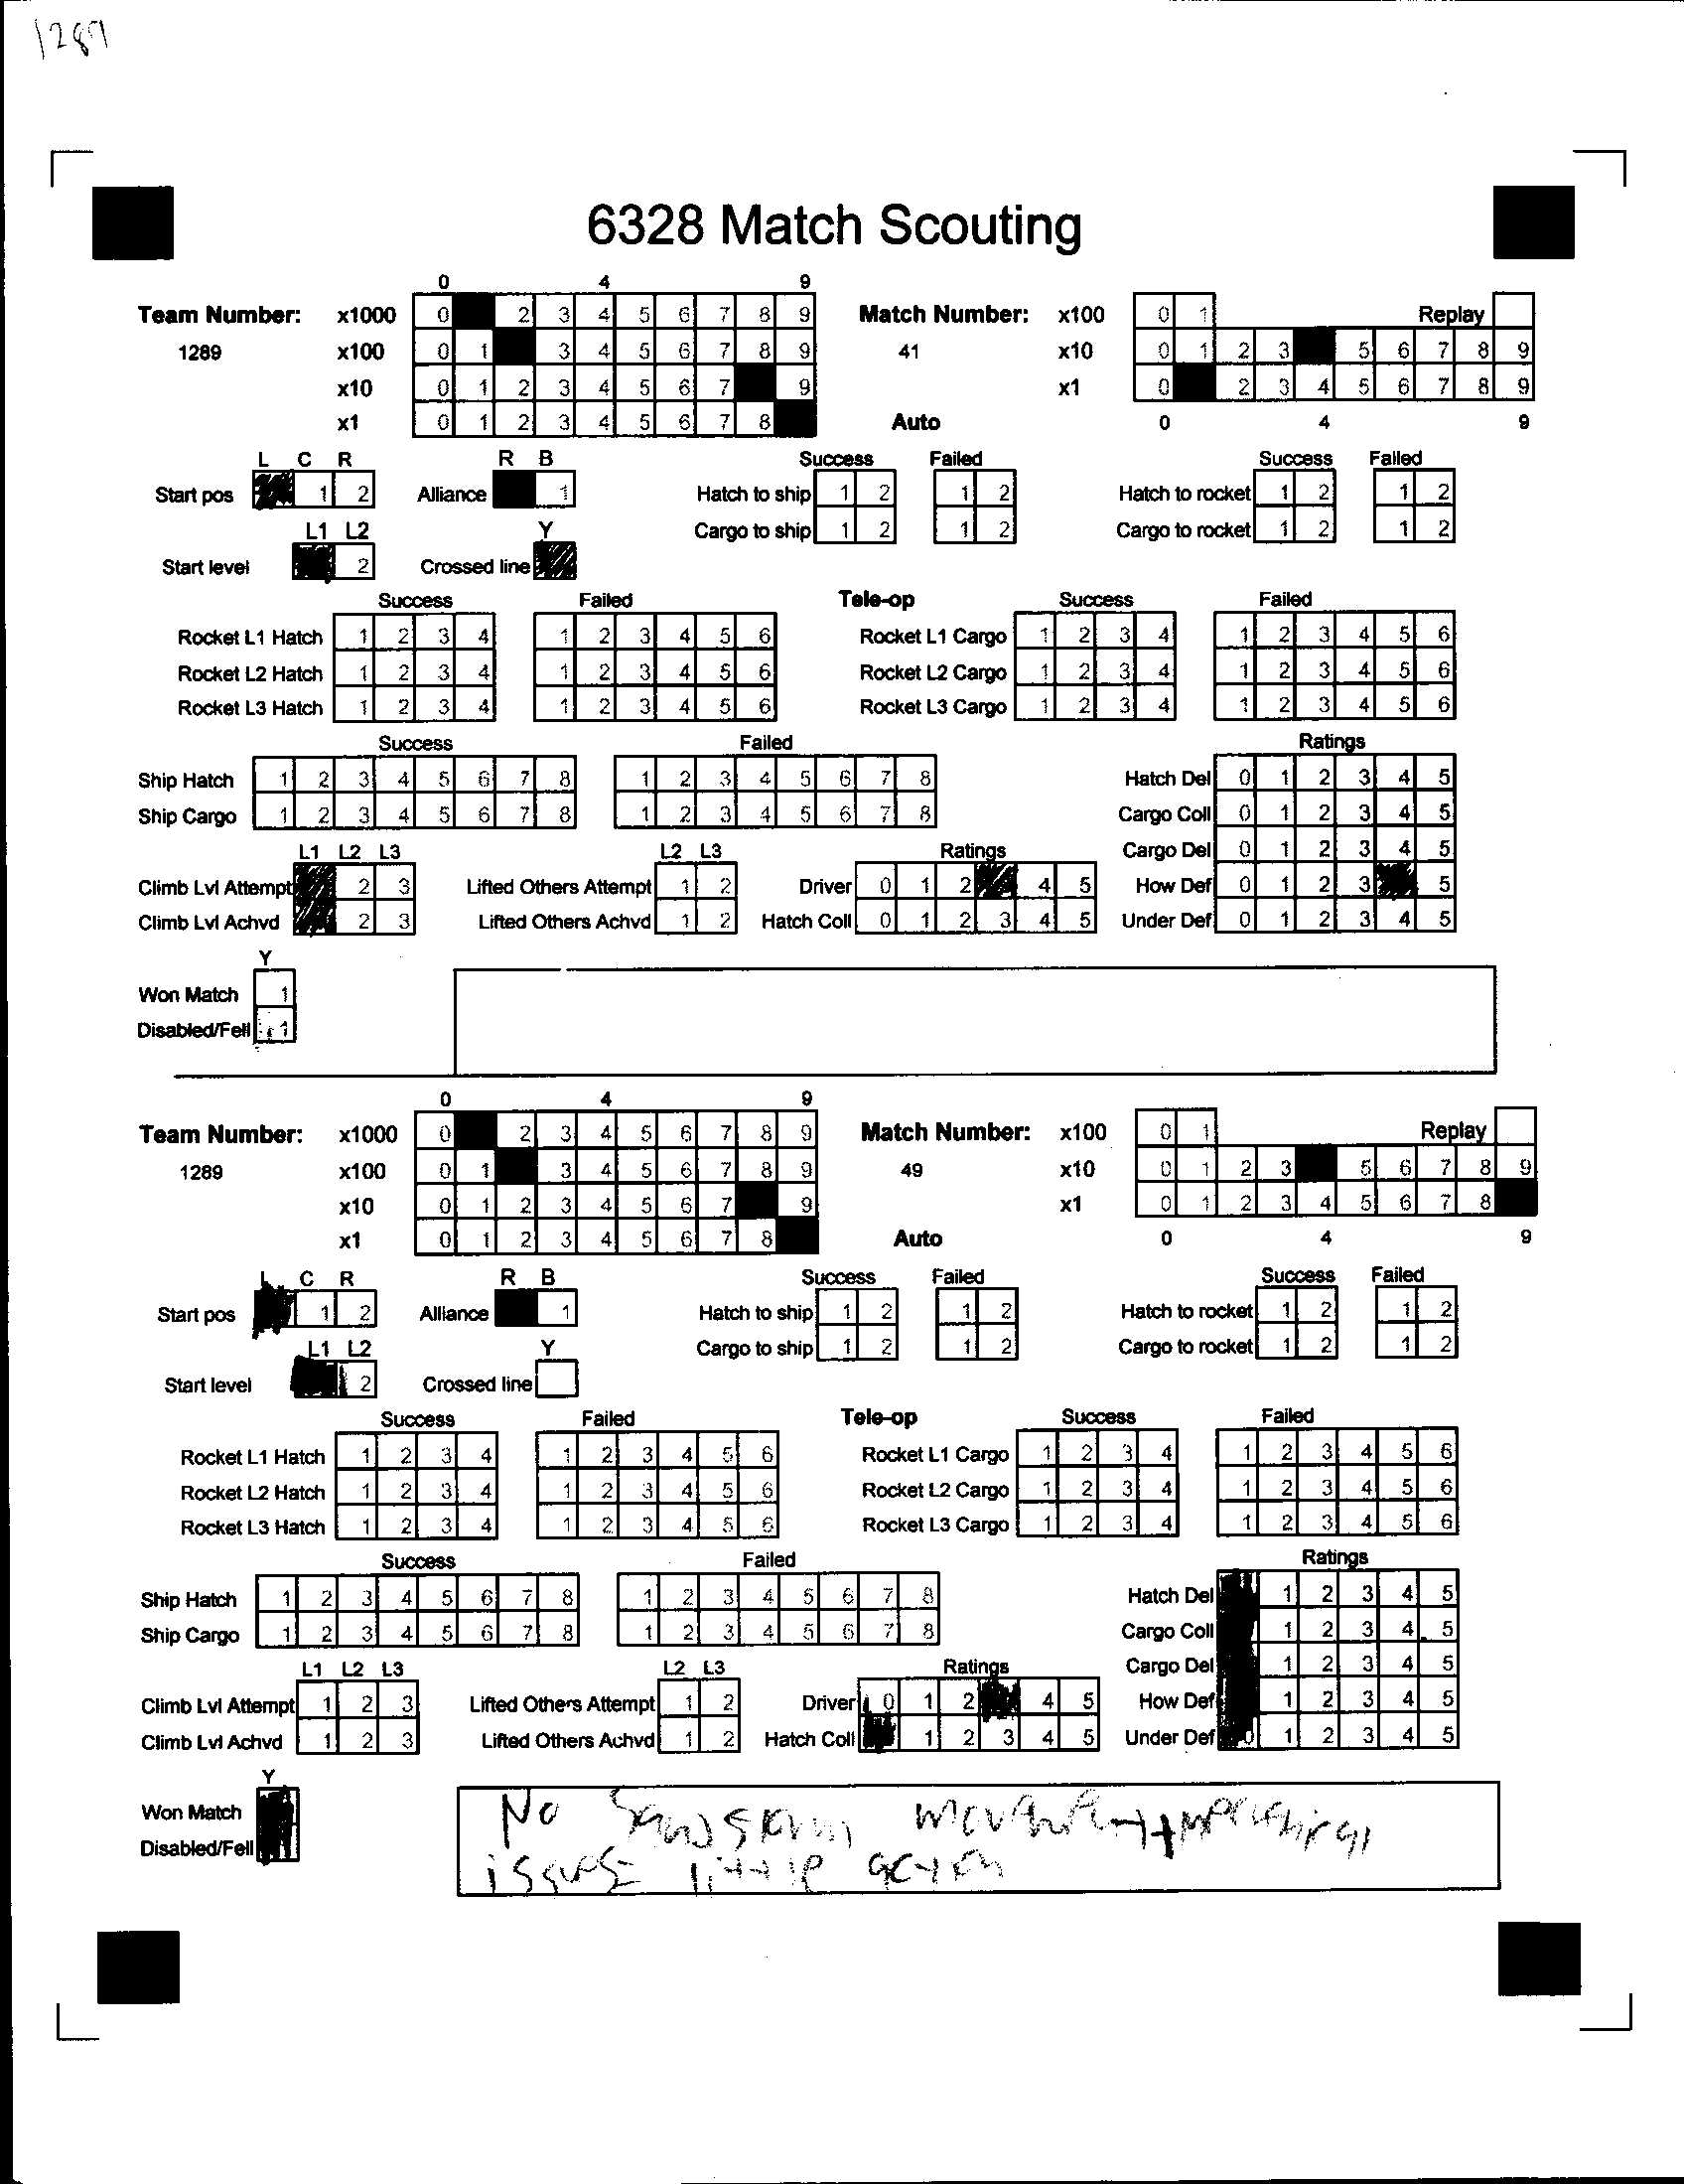 1289
6328 Match Scouting
0 4 9
Team Number: x1000 0 2 3 4 5 6 7 8 9 Match Number: x100 0 1 Replay
1289 x100 0 1 3 4 5 6 7 8 9 41 x10 0 1 2 3 5 6 7 8 9
x10 0 1 2 3 4 5 6 7 9 x1 0 2 3 4 5 6 7 8 9
x1 0 1 2 3 4 5 6 7 8 Auto 0 4 9
L C R R B Success Failed Success Failed
Start pos 1 2 Alliance 1 Hatch to ship 1 2 1 2 Hatch to rocket 1 2 1 2
L1 L2 Y Cargo to ship 1 2 1 2 Cargo to rocket 1 2 1 2
Start level 2 Crossed line
Success Failed Tele-op Success Failed
Rocket L1 Hatch 1 2 3 4 1 2 3 4 5 6 Rocket L1 Cargo 1 2 3 4 1 2 3 4 5 6
Rocket L2 Hatch 1 2 3 4 1 2 3 4 5 6 Rocket L2 Cargo 1 2 3 4 1 2 3 4 5 6
Rocket L3 Hatch 1 2 3 4 1 2 3 4 5 6 Rocket L3 Cargo 1 2 3 4 1 2 3 4 5 6
Success Failed Ratings
Ship Hatch 1 2 3 4 5 6 7 8 1 2 3 4 5 6 7 8 Hatch Del 0 1 2 3 4 5
Ship Cargo 1 2 3 4 5 6 7 8 1 2 3 4 5 6 7 8 Cargo Coll 0 1 2 3 4 5
L1 L2 L3 L2 L3 Ratings Cargo Del 0 1 2 3 4 5
Climb Lvl Attempt 2 3 Lifted Others Attempt 1 2 Driver 0 1 2 4 5 How Def 0 1 2 3 5
Climb Lvl Achvd 2 3 Lifted Others Achvd 1 2 Hatch Coll 0 1 2 3 4 5 Under Def 0 1 2 3 4 5
Y
Won Match 1
Disabled/Fell 1
0 4 9
Team Number: x1000 0 2 3 4 5 6 7 8 9 Match Number: x100 0 1 Replay
1289 x100 0 1 3 4 5 6 7 8 9 49 x10 0 1 2 3 5 6 7 8 9
x10 0 1 2 3 4 5 6 7 9 x1 0 1 2 3 4 5 6 7 8
x1 0 1 2 3 4 5 6 7 8 Auto 0 4 9
L C R R B Success Failed Success Failed
Start pos 1 2 Alliance 1 Hatch to ship 1 2 1 2 Hatch to rocket 1 2 1 2
L1 L2 Y Cargo to ship 1 2 1 2 Cargo to rocket 1 2 1 2
Start level 2 Crossed line
Success Failed Tele-op Success Failed
Rocket L1 Hatch 1 2 3 4 1 2 3 4 5 6 Rocket L1 Cargo 1 2 3 4 1 2 3 4 5 6
Rocket L2 Hatch 1 2 3 4 1 2 3 4 5 6 Rocket L2 Cargo 1 2 3 4 1 2 3 4 5 6
Rocket L3 Hatch 1 2 3 4 1 2 3 4 5 6 Rocket L3 Cargo 1 2 3 4 1 2 3 4 5 6
Success Failed Ratings
Ship Hatch 1 2 3 4 5 6 7 8 1 2 3 4 5 6 7 8 Hatch Del 1 2 3 4 5
Ship Cargo 1 2 3 4 5 6 7 8 1 2 3 4 5 6 7 8 Cargo Coll 1 2 3 4 5
L1 L2 L3 L2 L3 Ratings Cargo Del 1 2 3 4 5
Climb Lvl Attempt 1 2 3 Lifted Others Attempt 1 2 Driver 0 1 2 4 5 How Def 1 2 3 4 5
Climb Lvl Achvd 1 2 3 Lifted Others Achvd 1 2 Hatch Coll 1 2 3 4 5 Under Def 0 1 2 3 4 5
Y
Won Match
Disabled/Fell
No Sandstorm movement + mechanical
issues little action